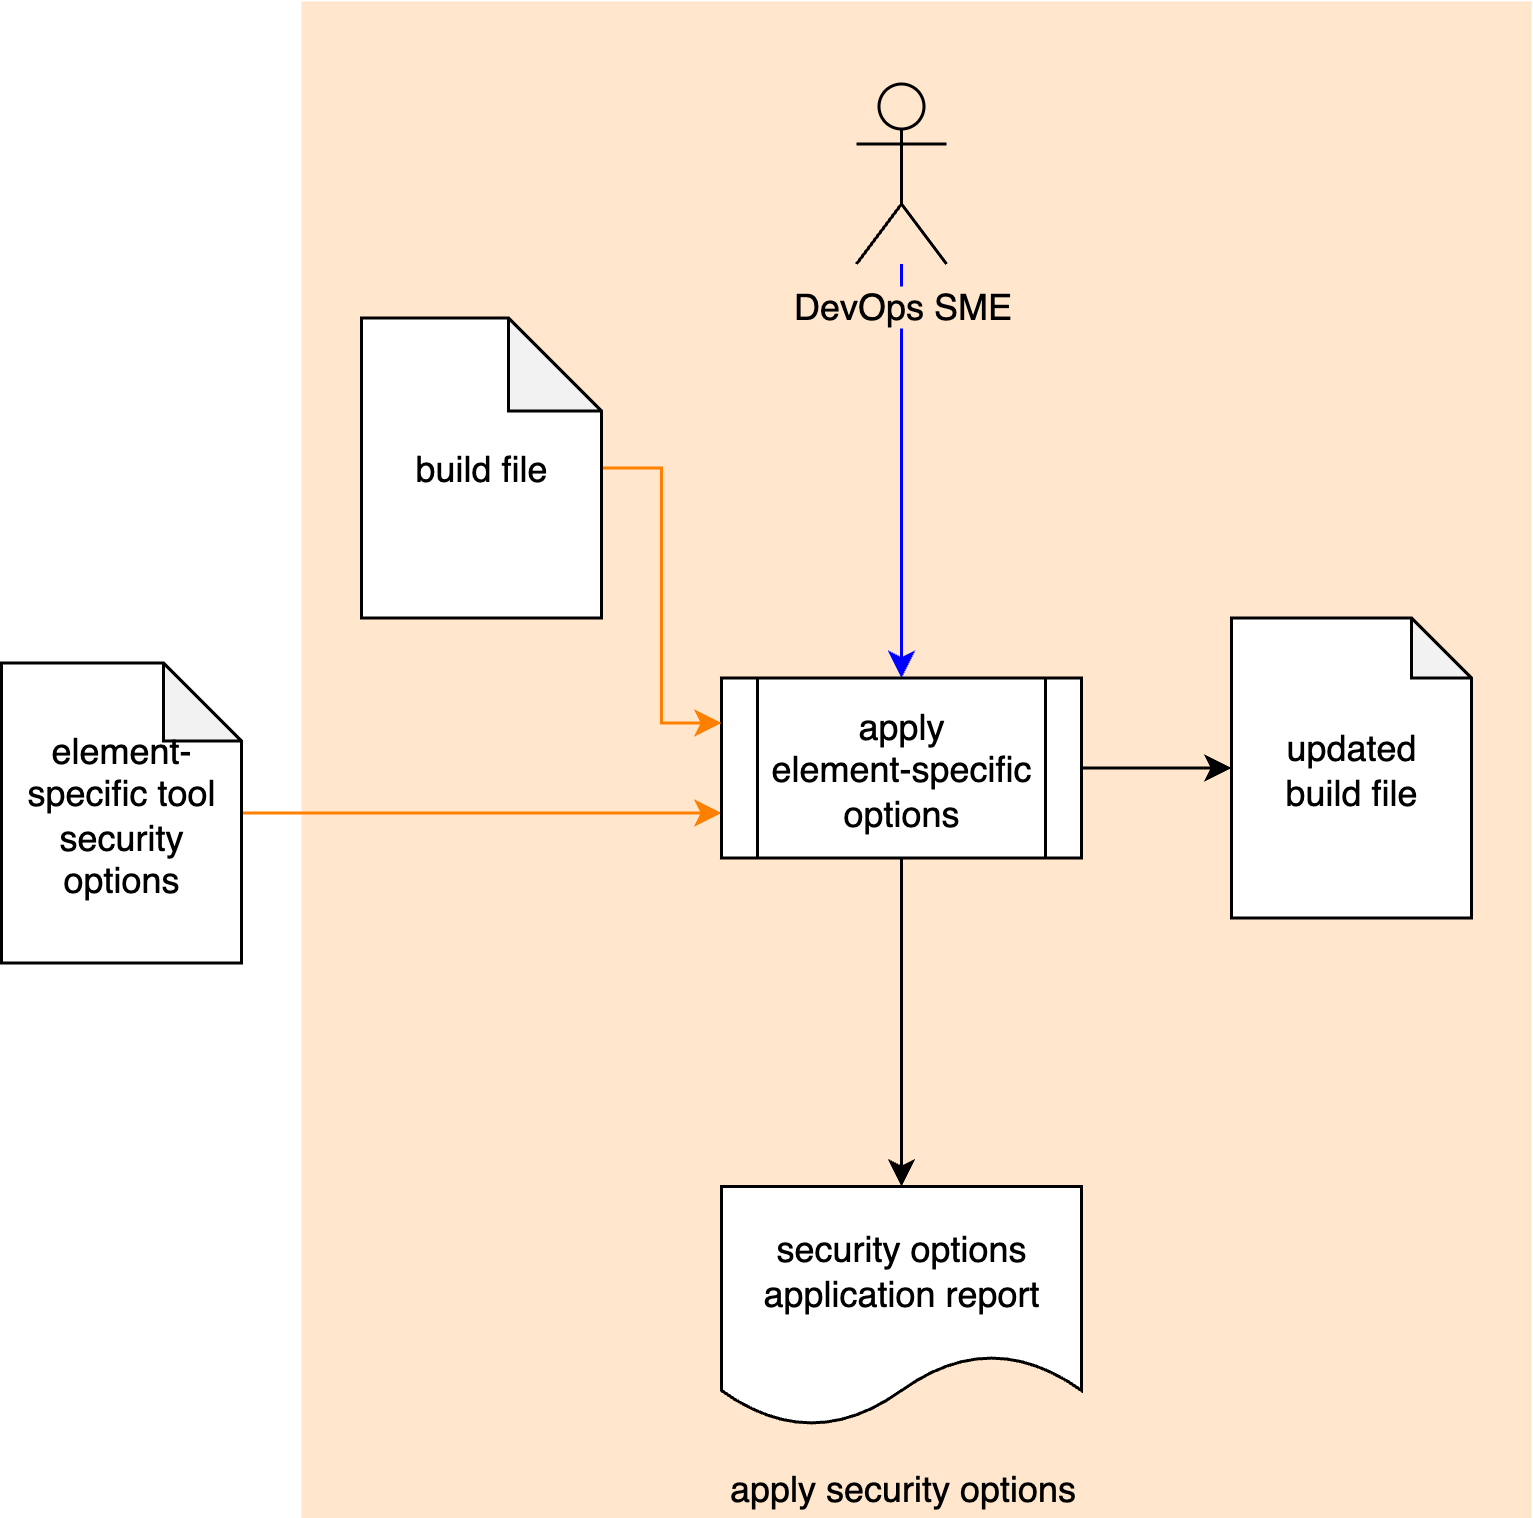 DevOps SME
build file
element-
specific tool
security
options
apply
element-specific
options
updated
build file
security options
application report
apply security options